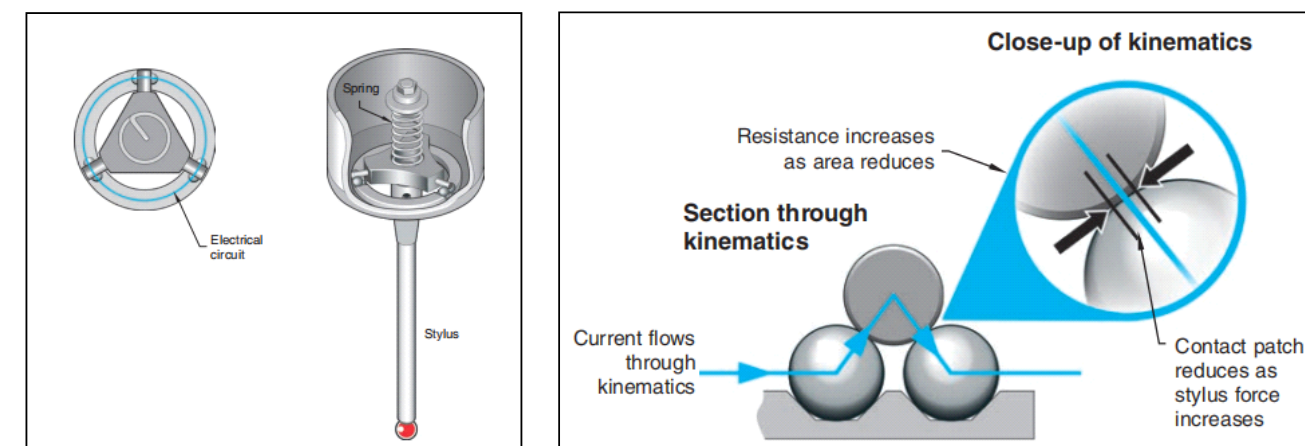 Spring
Electrical
circuit
Stylus
Close-up of kinematics
Resistance increases
as area reduces
Section through
kinematics
Current flows
through
kinematics
Contact patch
reduces as
stylus force
increases